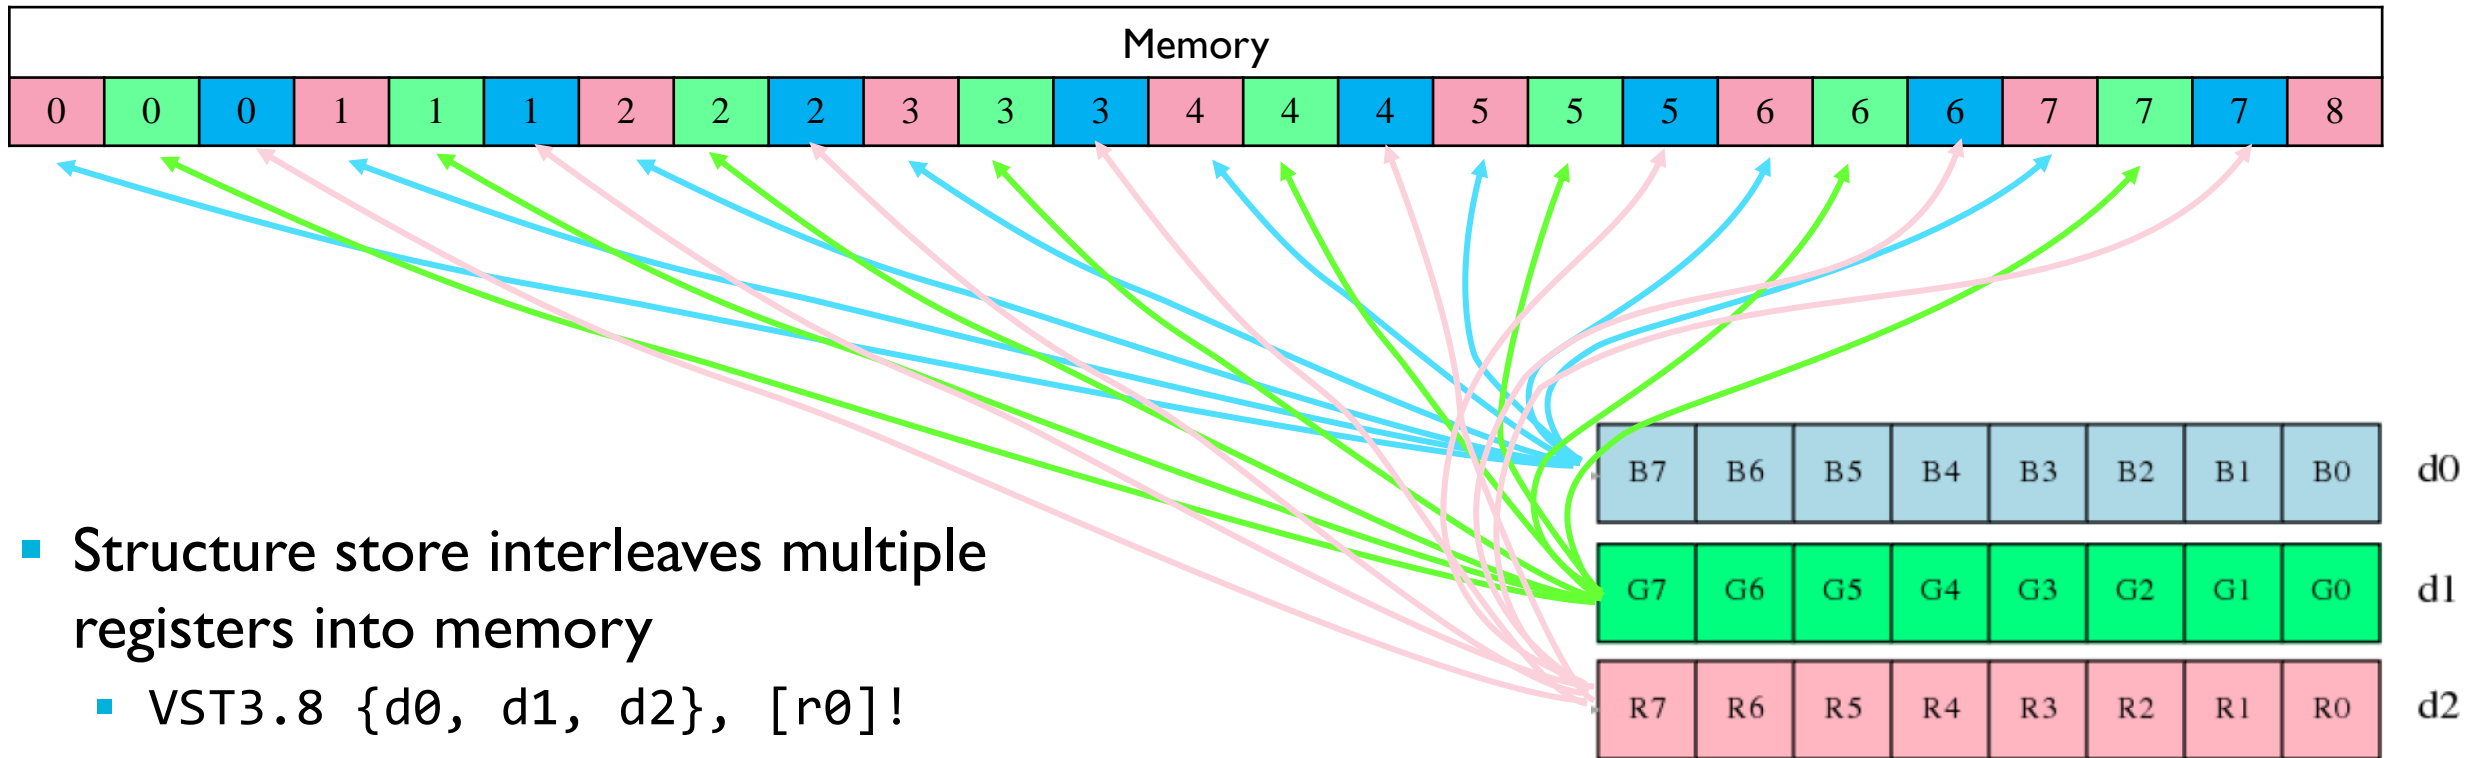 Memory
0 0 0 1 1 1 2 2 2 3 3 3 4 4 4 5 5 5 6 6 6 7 7 7 8
B7 B6 B5 B4 B3 B2 B1 B0 d0
▪ Structure store interleaves multiple
registers into memory
G7 G6 G5 G4 G3 G2 G1 G0 d1
▪ VST3.8 {d0, d1, d2}, [r0]!
R7 R6 R5 R4 R3 R2 R1 R0 d2